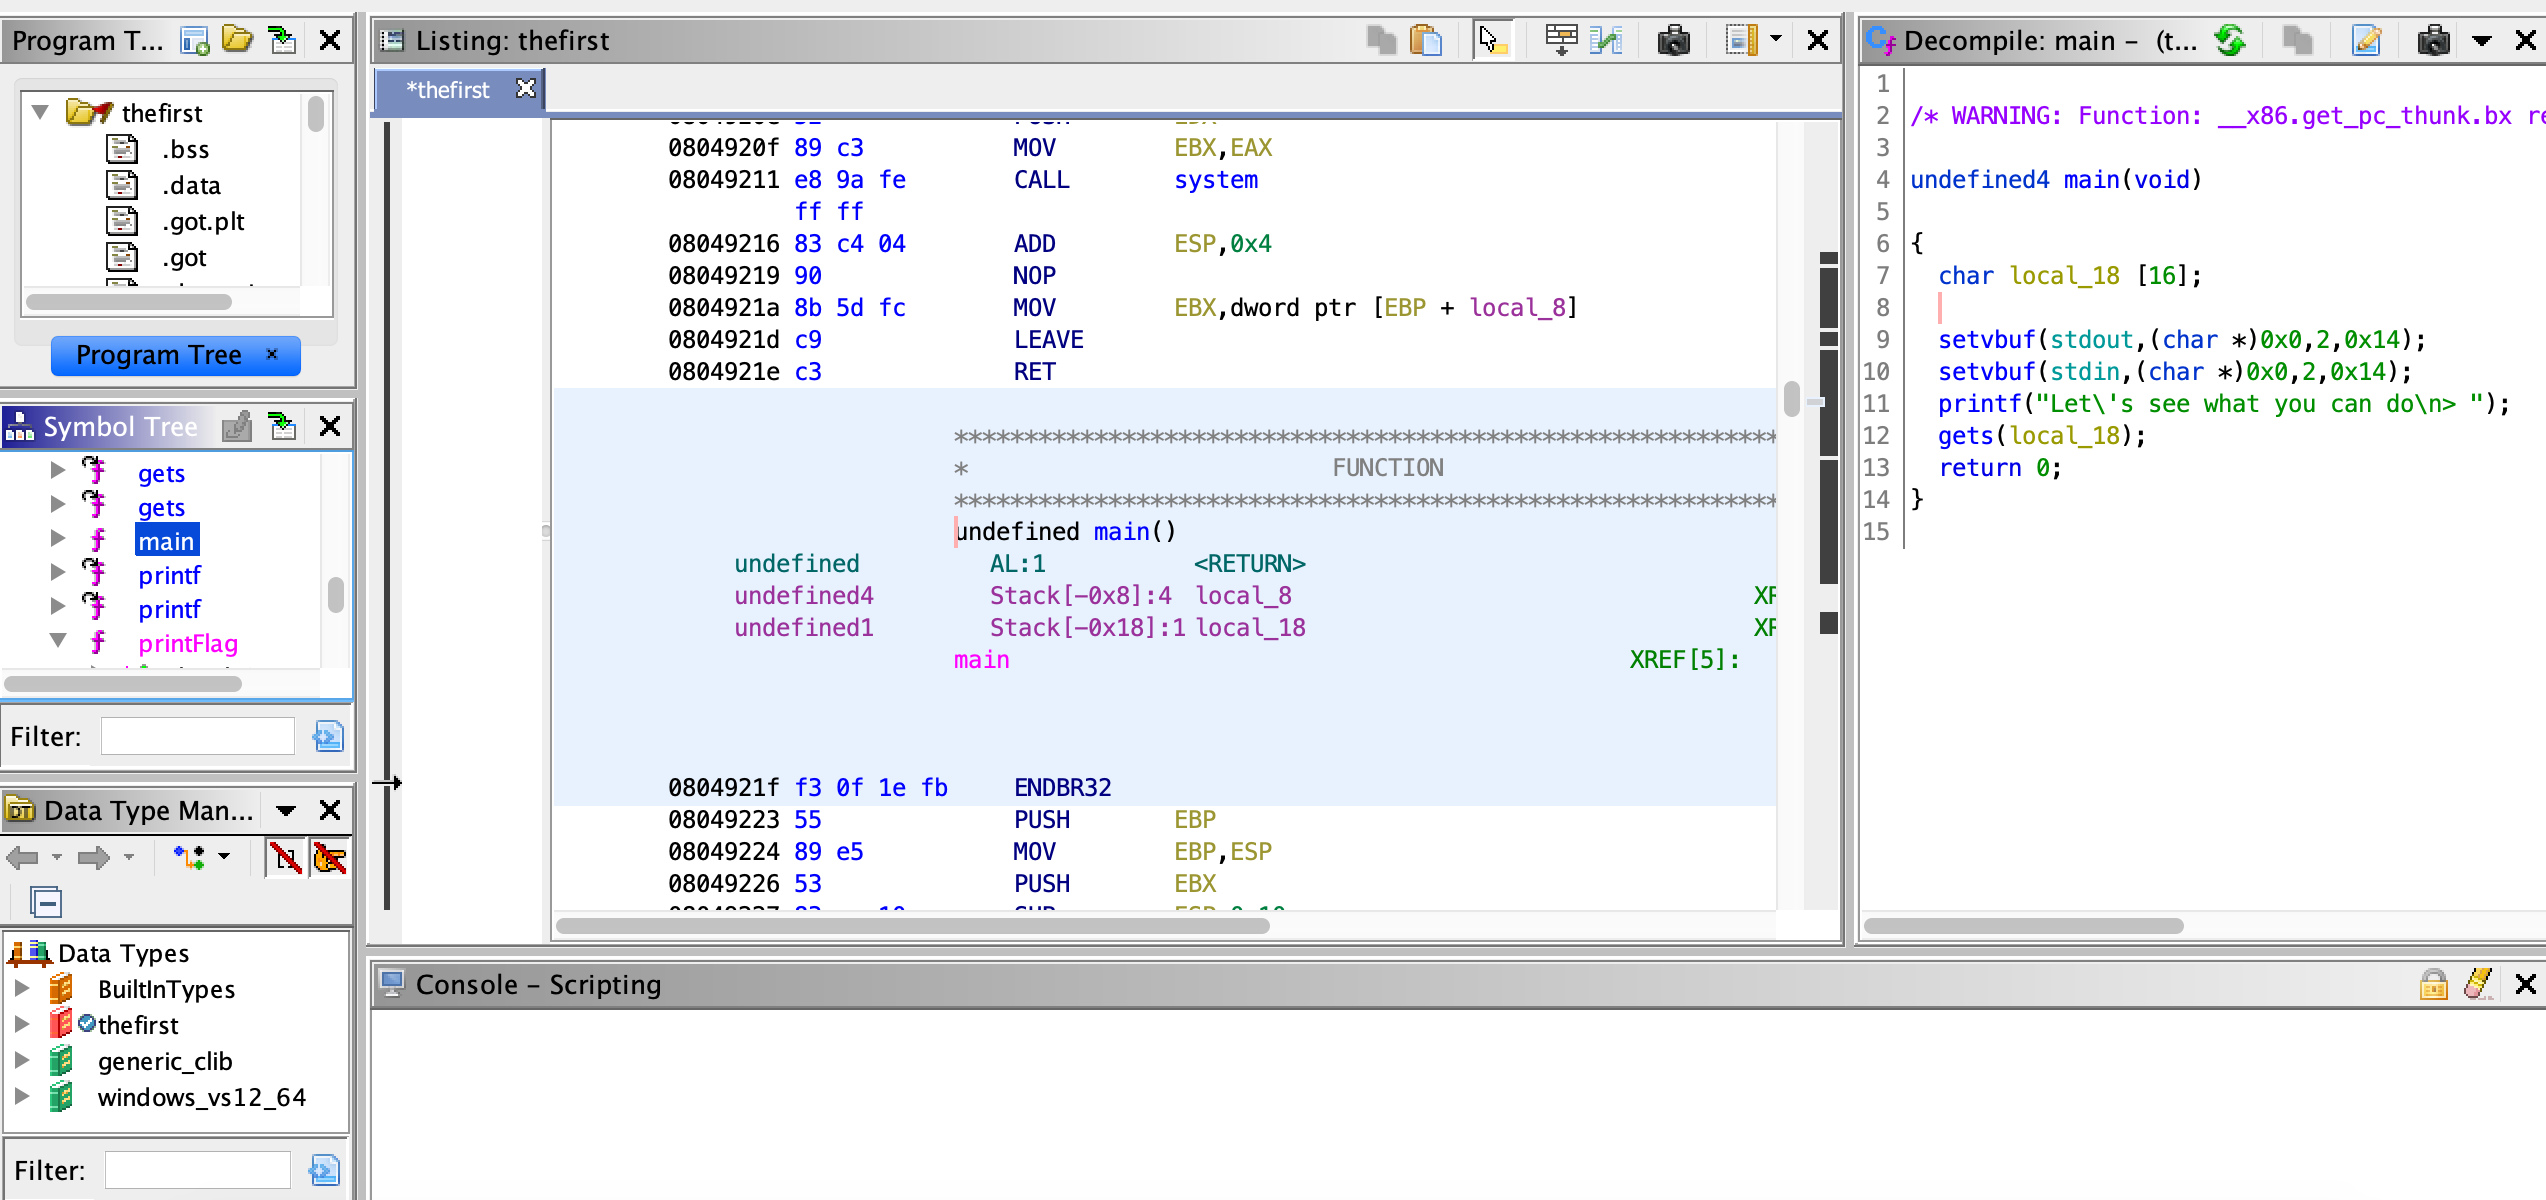 Program T...
thefirst
.bss
.data
.got.plt
.got
Program Tree
Symbol Tree
gets
gets
main
printf
printf
printFlag
Filter:
Data Type Man...
Data Types
BuiltInTypes
thefirst
generic_clib
windows_vs12_64
Filter:
Listing: thefirst
*thefirst
0804920f 89 c3 MOV EBX,EAX
08049211 e8 9a fe CALL system
ff ff
08049216 83 c4 04 ADD ESP,0x4
08049219 90 NOP
0804921a 8b 5d fc MOV EBX,dword ptr [EBP + local_8]
0804921d c9 LEAVE
0804921e c3 RET
* FUNCTION
undefined main()
undefined AL:1 <RETURN>
undefined4 Stack[-0x8]:4 local_8
undefined1 Stack[-0x18]:1 local_18
main XREF[5]:
0804921f f3 0f 1e fb ENDBR32
08049223 55 PUSH EBP
08049224 89 e5 MOV EBP,ESP
08049226 53 PUSH EBX
Decompile: main – (t...
1
2 /* WARNING: Function: __x86.get_pc_thunk.bx re
3
4 undefined4 main(void)
5
6 {
7 char local_18 [16];
8
9 setvbuf(stdout,(char *)0x0,2,0x14);
10 setvbuf(stdin,(char *)0x0,2,0x14);
11 printf("Let\'s see what you can do\n> ");
12 gets(local_18);
13 return 0;
14 }
15
Console – Scripting